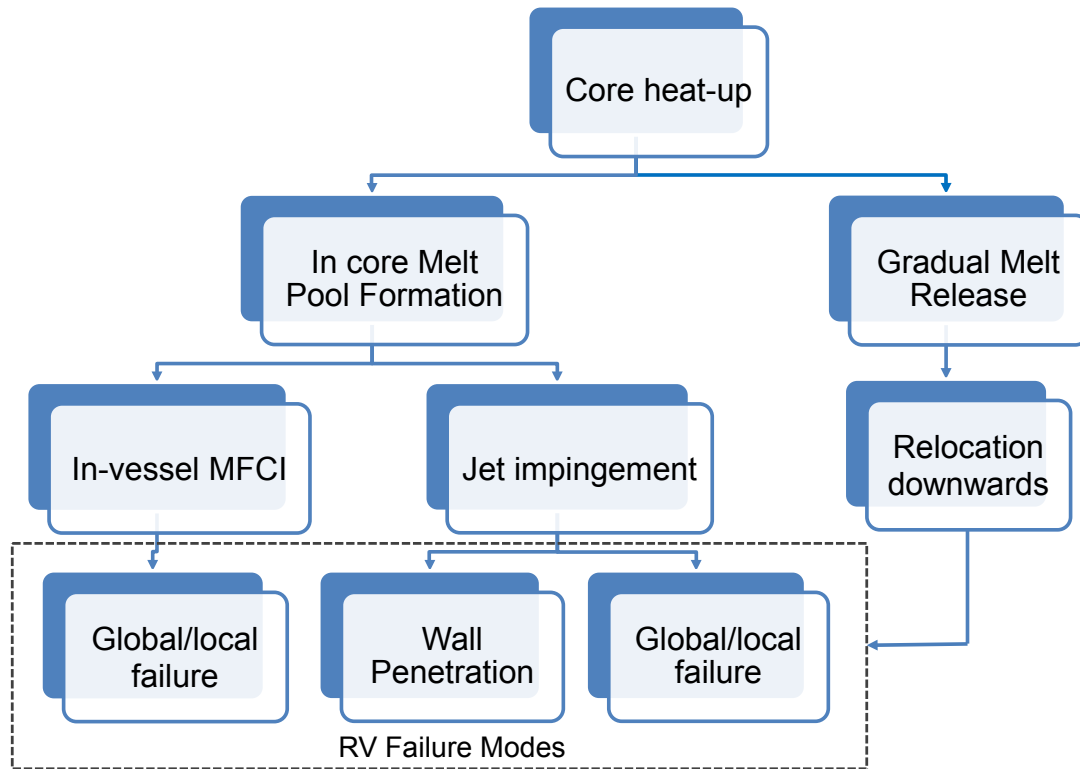 Core heat-up
In core Melt
Pool Formation
Gradual Melt
Release
In-vessel MFCI
Jet impingement
Relocation
downwards
Global/local
failure
Wall
Penetration
Global/local
failure
RV Failure Modes